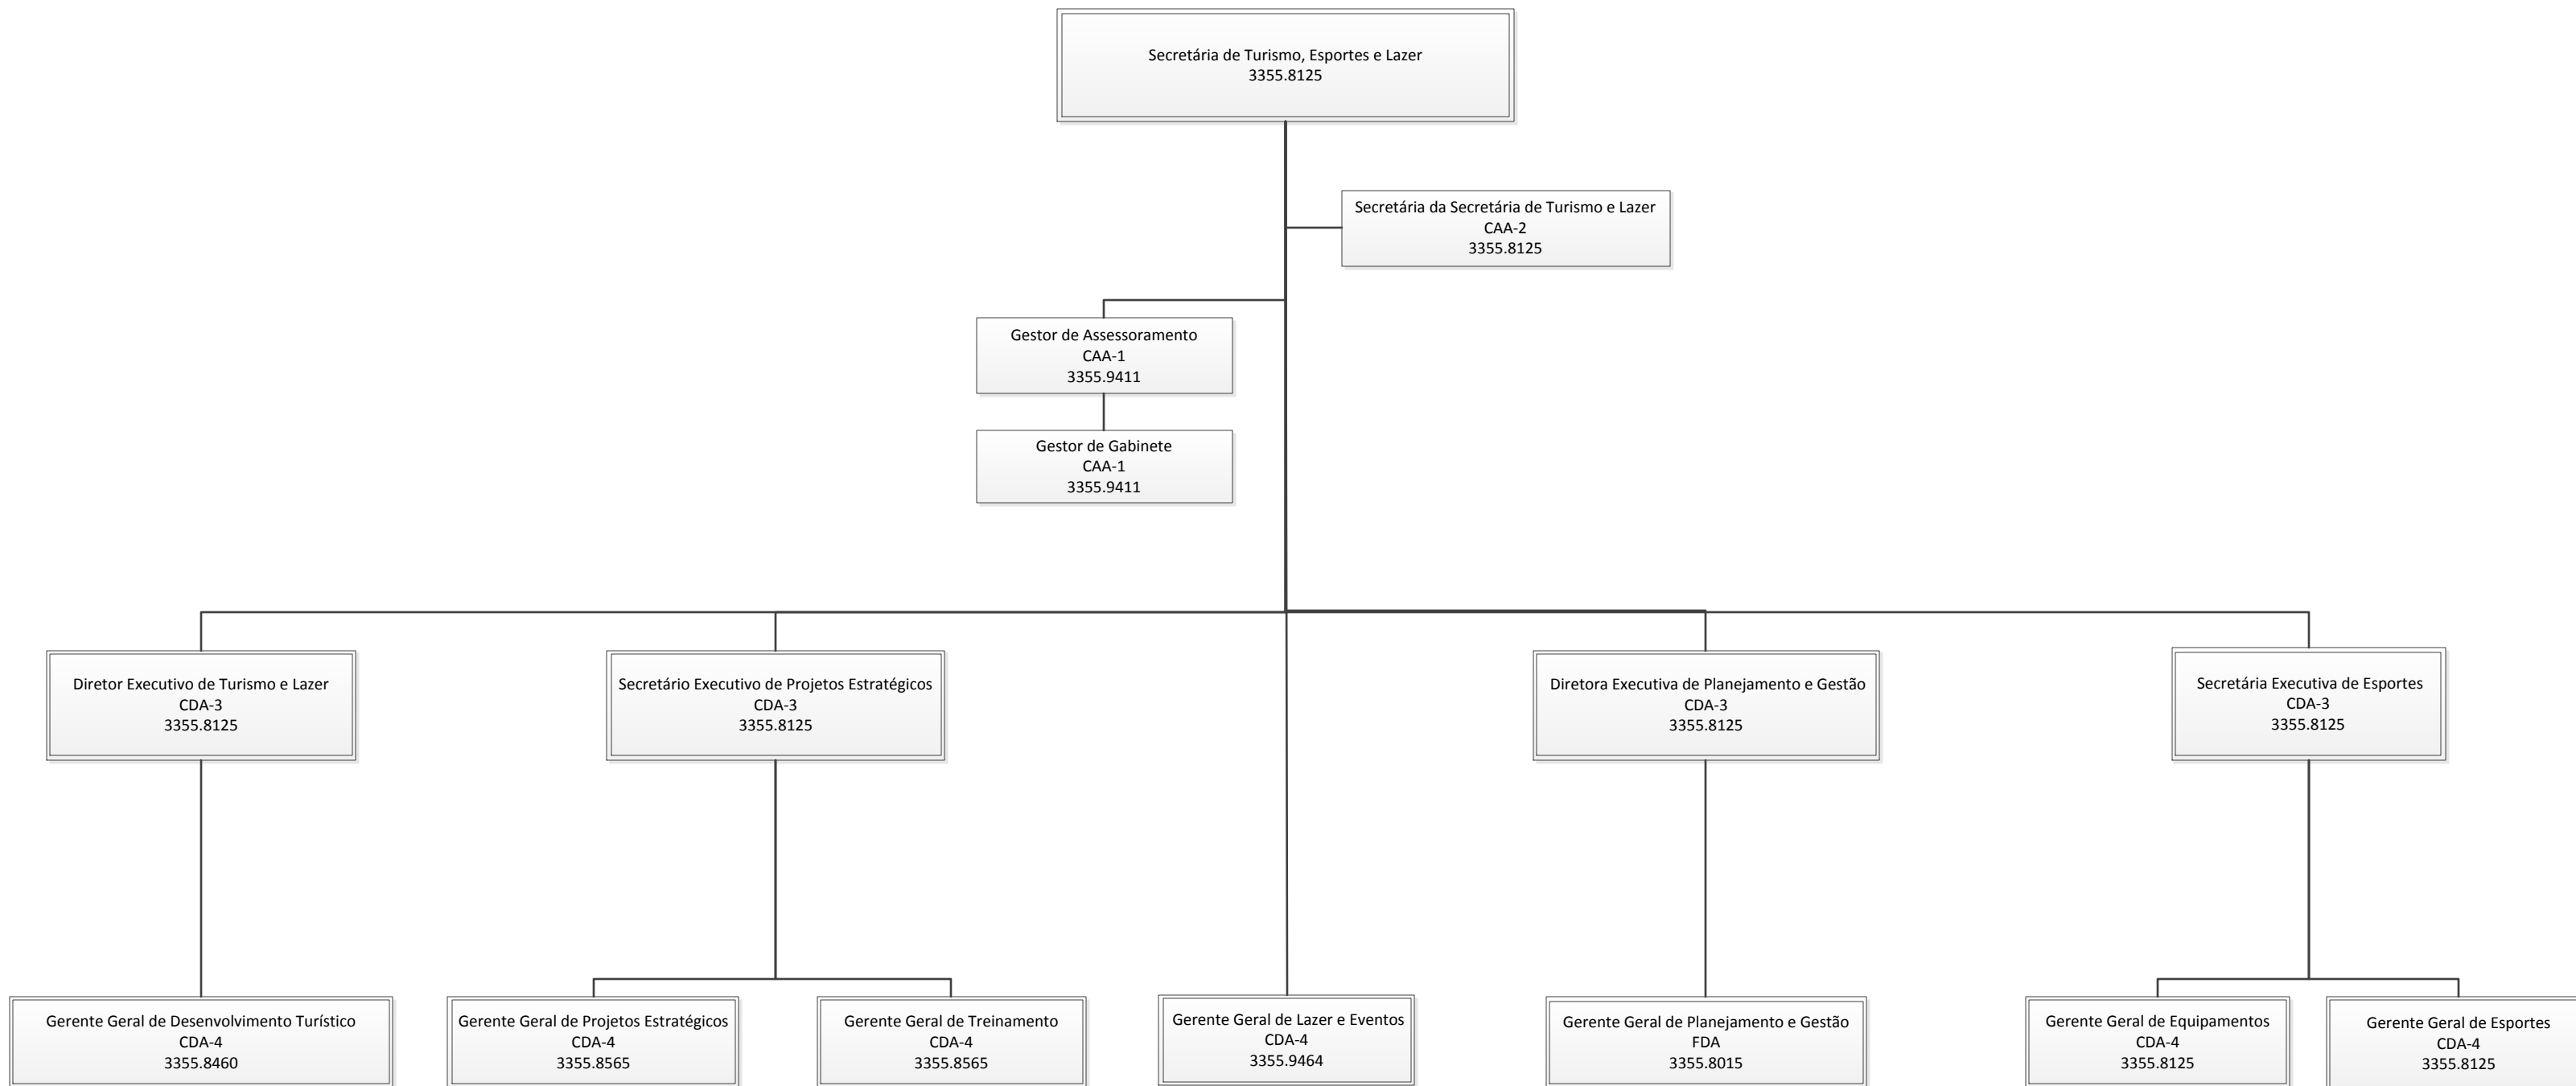 Secretária de Turismo, Esportes e Lazer
3355.8125
Secretária da Secretária de Turismo e Lazer
CAA-2
3355.8125
Gestor de Assessoramento
CAA-1
3355.9411
Gestor de Gabinete
CAA-1
3355.9411
Diretor Executivo de Turismo e Lazer
CDA-3
3355.8125
Secretário Executivo de Projetos Estratégicos
CDA-3
3355.8125
Diretora Executiva de Planejamento e Gestão
CDA-3
3355.8125
Secretária Executiva de Esportes
CDA-3
3355.8125
Gerente Geral de Desenvolvimento Turístico
CDA-4
3355.8460
Gerente Geral de Projetos Estratégicos
CDA-4
3355.8565
Gerente Geral de Treinamento
CDA-4
3355.8565
Gerente Geral de Lazer e Eventos
CDA-4
3355.9464
Gerente Geral de Planejamento e Gestão
FDA
3355.8015
Gerente Geral de Equipamentos
CDA-4
3355.8125
Gerente Geral de Esportes
CDA-4
3355.8125